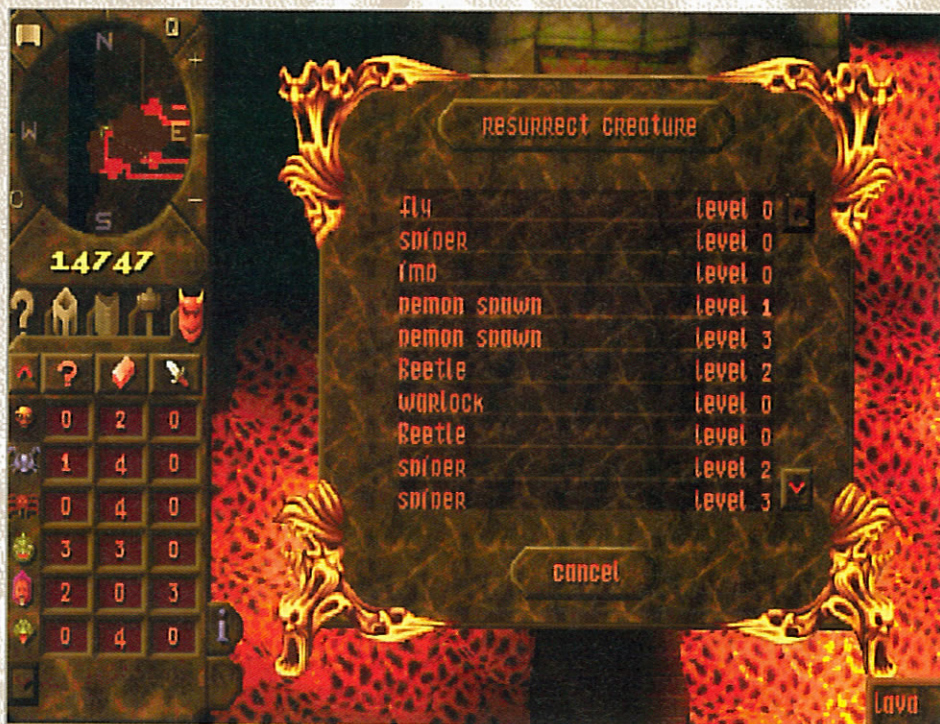 N
W
E
S
14747
?
?
0 2 0
1 4 0
0 4 0
3 3 0
2 0 3
0 4 0
i
RESURRECT CREATURE
fly level 0
spider level 0
imp level 0
demon spawn level 1
demon spawn level 3
Beetle level 2
warlock level 0
Beetle level 0
spider level 2
spider level 3
cancel
lava